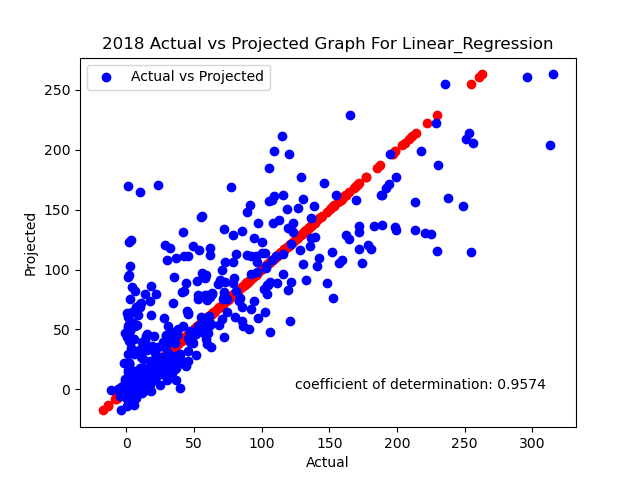 2018 Actual vs Projected Graph For Linear_Regression
Actual vs Projected
250
200
150
100
50
0
Projected
coefficient of determination: 0.9574
0 50 100 150 200 250 300
Actual